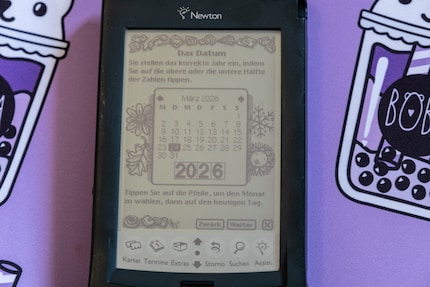 Newton
Das Datum
Sie stellen das korrekte Jahr ein, indem
Sie auf die obere oder die untere Hälfte
der Zahlen tippen.
März 2026
M D M D F S S
1
2 3 4 5 6 7 8
9 10 11 12 13 14 15
16 17 18 19 20 21 22
23 24 25 26 27 28 29
30 31
2026
Tippen Sie auf die Pfeile, um den Monat
zu wählen, dann auf den heutigen Tag.
Zurück Weiter
Kartei Termine Extras Storno Suchen Assist.
BOB